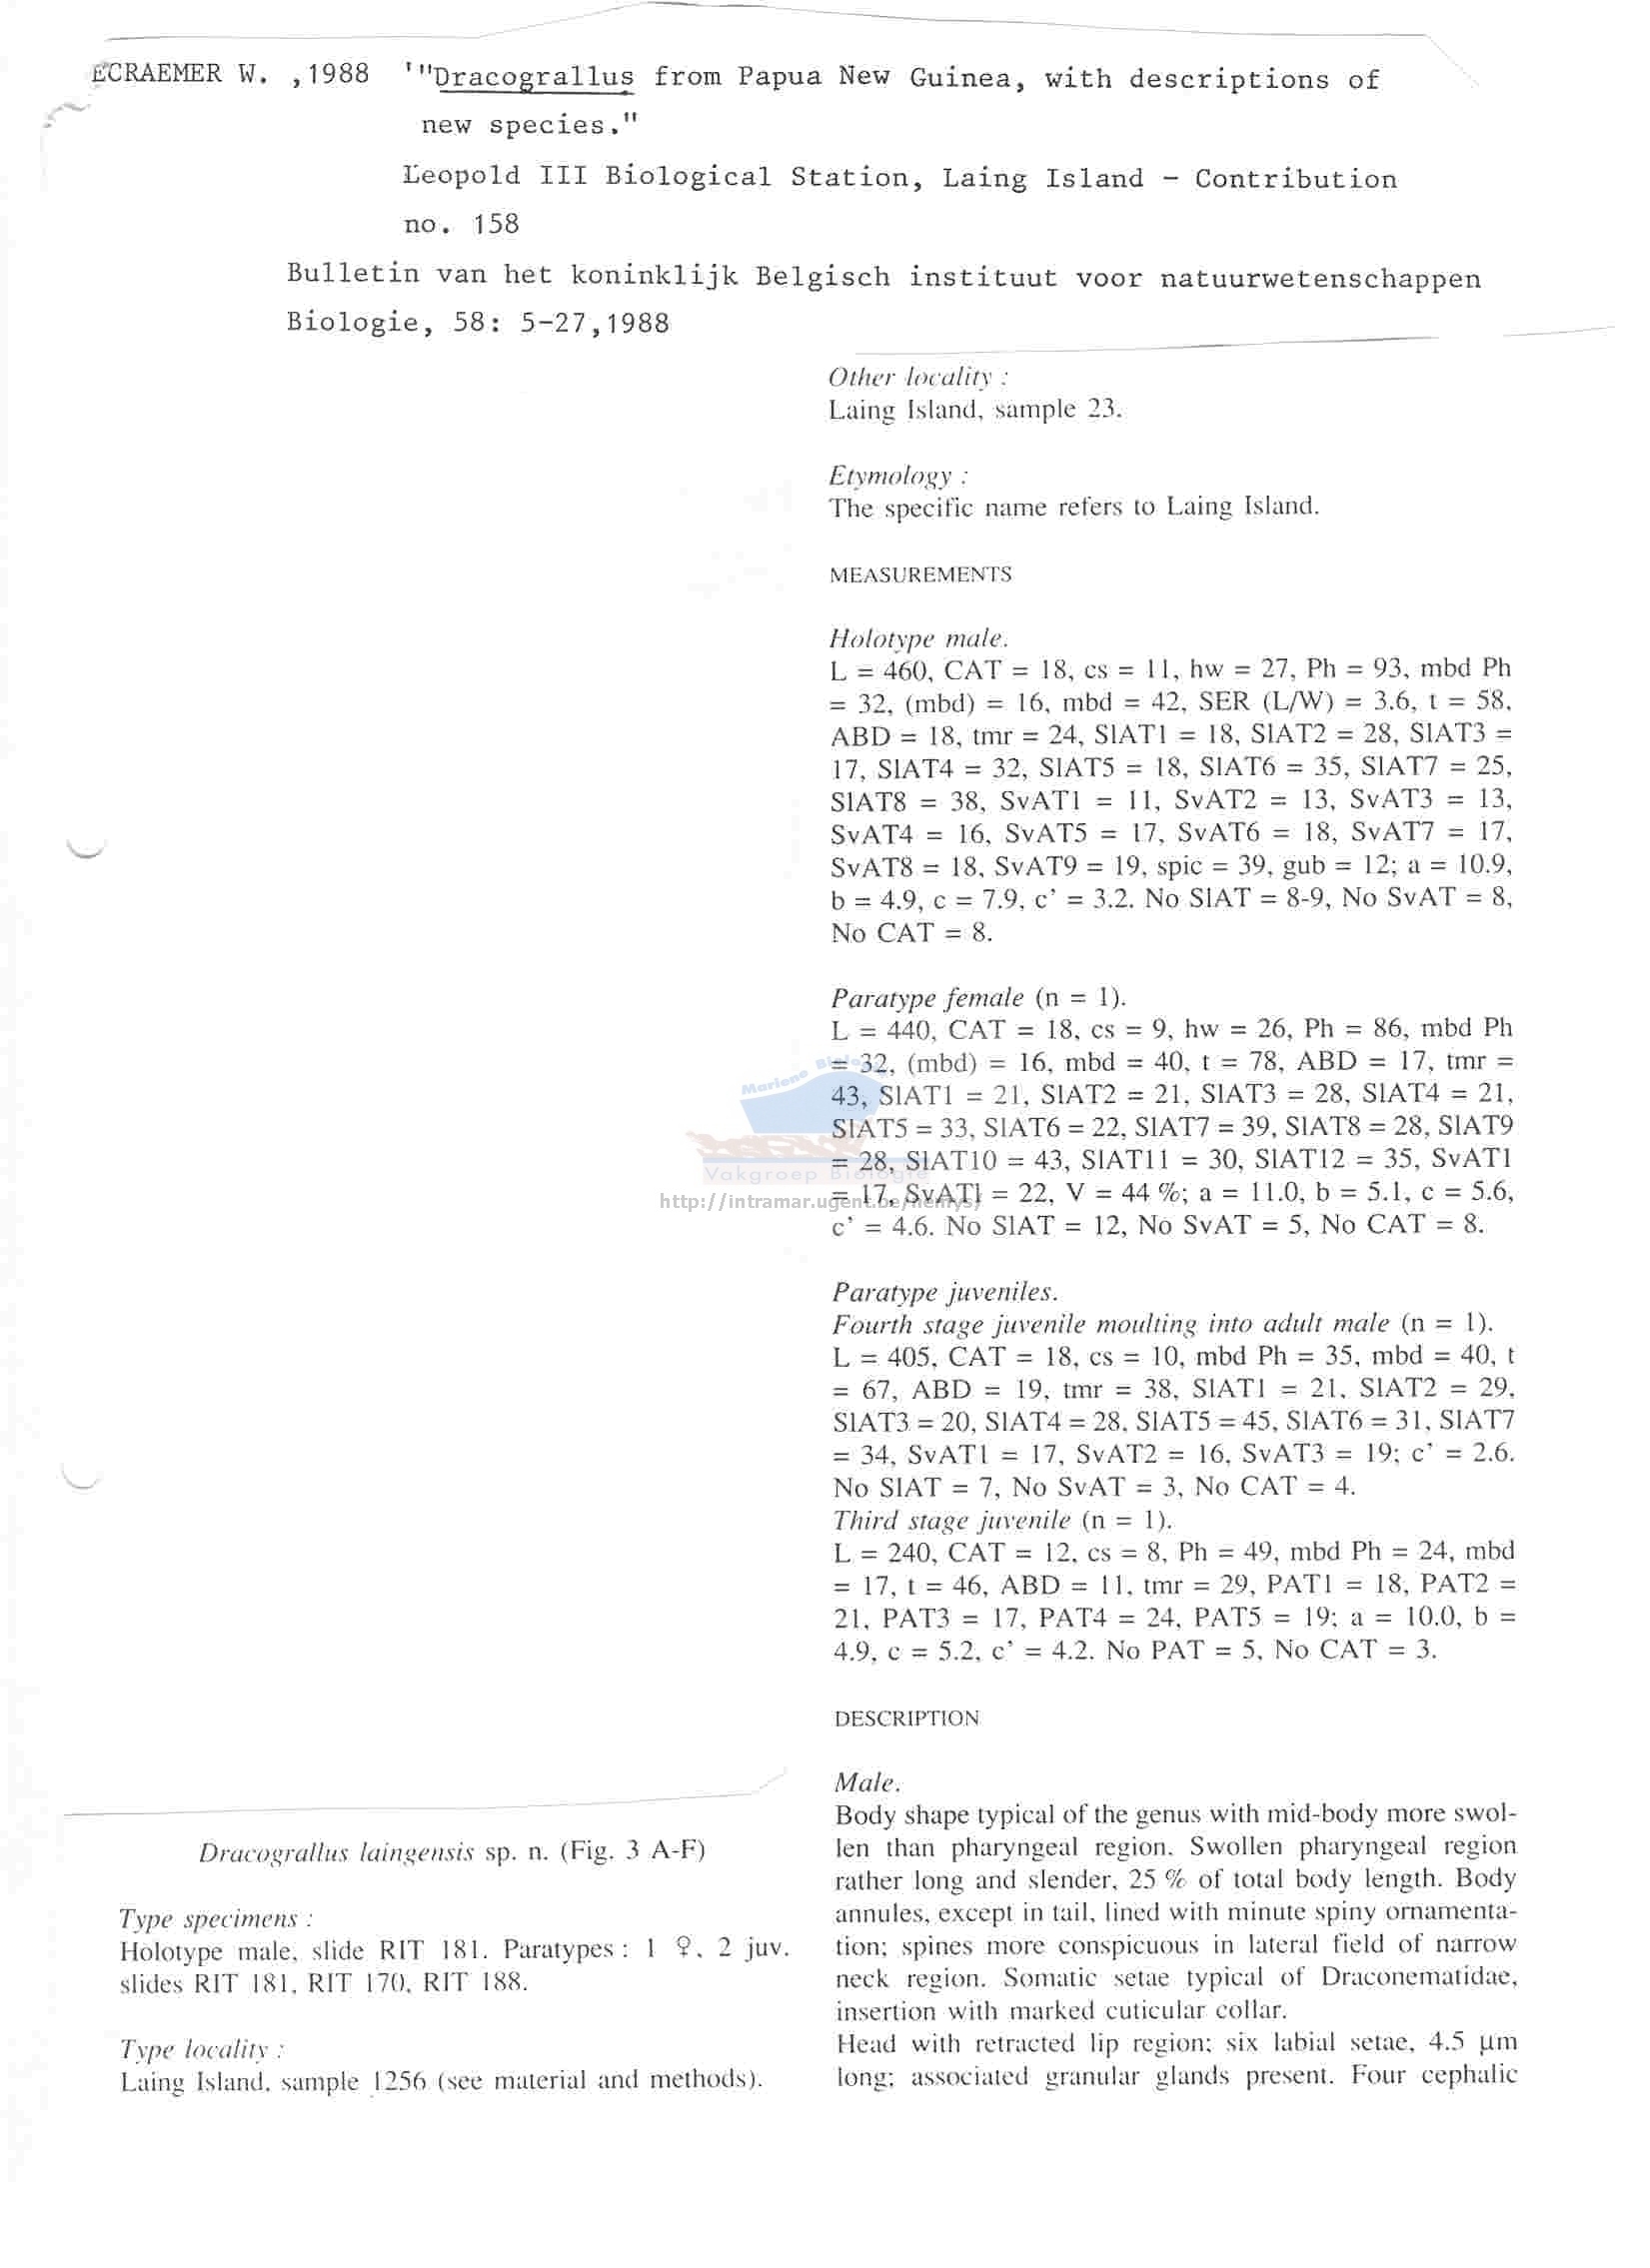 ECRAEMER W. ,1988 '"Dracograllus from Papua New Guinea, with descriptions of
new species."
Leopold III Biological Station, Laing Island - Contribution
no. 158
Bulletin van het koninklijk Belgisch instituut voor natuurwetenschappen
Biologie, 58: 5-27,1988
Dracograllus laingensis sp. n. (Fig. 3 A-F)
Type specimens :
Holotype male, slide RIT 181. Paratypes : 1 ♀, 2 juv.
slides RIT 181, RIT 170, RIT 188.
Type locality :
Laing Island, sample 1256 (see material and methods).
Other locality :
Laing Island, sample 23.
Etymology :
The specific name refers to Laing Island.
MEASUREMENTS
Holotype male.
L = 460, CAT = 18, cs = 11, hw = 27, Ph = 93, mbd Ph
= 32, (mbd) = 16, mbd = 42, SER (L/W) = 3.6, t = 58,
ABD = 18, tmr = 24, SlAT1 = 18, SlAT2 = 28, SlAT3 =
17, SlAT4 = 32, SlAT5 = 18, SlAT6 = 35, SlAT7 = 25,
SlAT8 = 38, SvAT1 = 11, SvAT2 = 13, SvAT3 = 13,
SvAT4 = 16, SvAT5 = 17, SvAT6 = 18, SvAT7 = 17,
SvAT8 = 18, SvAT9 = 19, spic = 39, gub = 12; a = 10.9,
b = 4.9, c = 7.9, c' = 3.2. No SlAT = 8-9, No SvAT = 8,
No CAT = 8.
Paratype female (n = 1).
L = 440, CAT = 18, cs = 9, hw = 26, Ph = 86, mbd Ph
= 32, (mbd) = 16, mbd = 40, t = 78, ABD = 17, tmr =
43, SlAT1 = 21, SlAT2 = 21, SlAT3 = 28, SlAT4 = 21,
SlAT5 = 33, SlAT6 = 22, SlAT7 = 39, SlAT8 = 28, SlAT9
= 28, SlAT10 = 43, SlAT11 = 30, SlAT12 = 35, SvAT1
= 17, SvATl = 22, V = 44 %; a = 11.0, b = 5.1, c = 5.6,
c' = 4.6. No SlAT = 12, No SvAT = 5, No CAT = 8.
Paratype juveniles.
Fourth stage juvenile moulting into adult male (n = 1).
L = 405, CAT = 18, cs = 10, mbd Ph = 35, mbd = 40, t
= 67, ABD = 19, tmr = 38, SlAT1 = 21, SlAT2 = 29,
SlAT3 = 20, SlAT4 = 28, SlAT5 = 45, SlAT6 = 31, SlAT7
= 34, SvAT1 = 17, SvAT2 = 16, SvAT3 = 19; c' = 2.6.
No SlAT = 7, No SvAT = 3, No CAT = 4.
Third stage juvenile (n = 1).
L = 240, CAT = 12, cs = 8, Ph = 49, mbd Ph = 24, mbd
= 17, t = 46, ABD = 11, tmr = 29, PAT1 = 18, PAT2 =
21, PAT3 = 17, PAT4 = 24, PAT5 = 19; a = 10.0, b =
4.9, c = 5.2, c' = 4.2. No PAT = 5, No CAT = 3.
DESCRIPTION
Male.
Body shape typical of the genus with mid-body more swol-
len than pharyngeal region. Swollen pharyngeal region
rather long and slender, 25 % of total body length. Body
annules, except in tail, lined with minute spiny ornamenta-
tion; spines more conspicuous in lateral field of narrow
neck region. Somatic setae typical of Draconematidae,
insertion with marked cuticular collar.
Head with retracted lip region; six labial setae, 4.5 µm
long; associated granular glands present. Four cephalic
Mariene Biologie
Vakgroep Biologie
http://intramar.ugent.be/nemys/